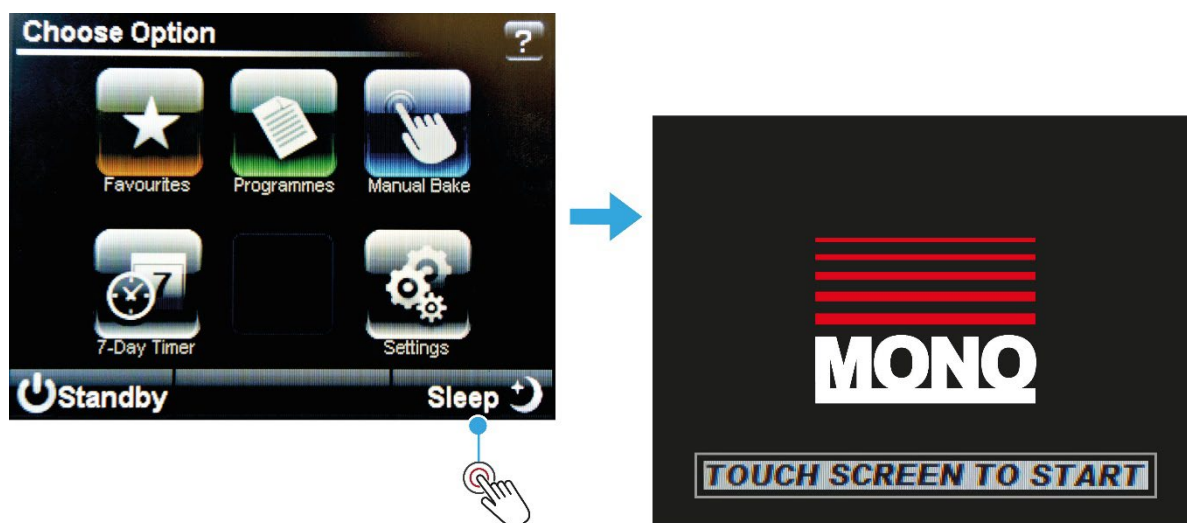 Choose Option
?
Favourites
Programmes
Manual Bake
7
7-Day Timer
Settings
Standby
Sleep
MONO
TOUCH SCREEN TO START